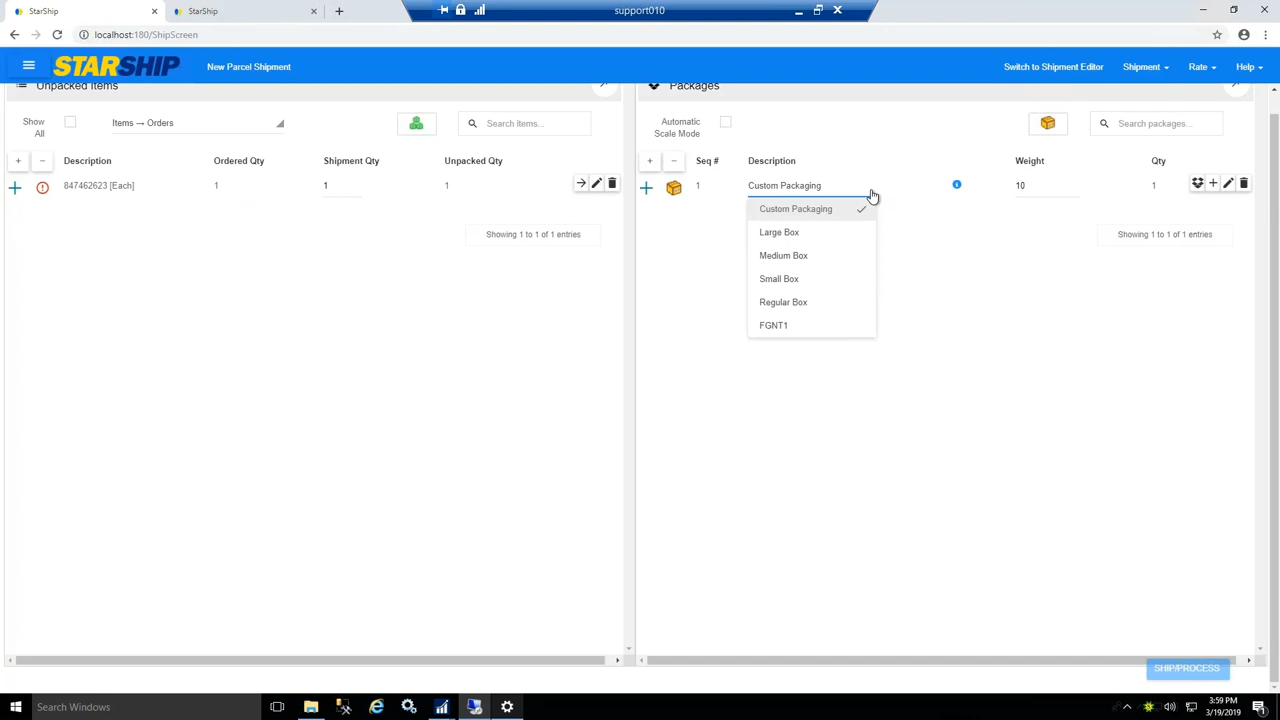 StarShip
StarShip
support010
localhost:180/ShipScreen
STARSHIP
New Parcel Shipment
Switch to Shipment Editor
Shipment
Rate
Help
Unpacked Items
Packages
Show
All
Items → Orders
Search items...
Automatic
Scale Mode
Search packages...
Description
Ordered Qty
Shipment Qty
Unpacked Qty
Seq #
Description
Weight
Qty
847462623 [Each]
1
1
1
1
Custom Packaging
10
1
Custom Packaging
Large Box
Medium Box
Small Box
Regular Box
FGNT1
Showing 1 to 1 of 1 entries
Showing 1 to 1 of 1 entries
SHIP/PROCESS
Search Windows
3:59 PM
3/19/2019